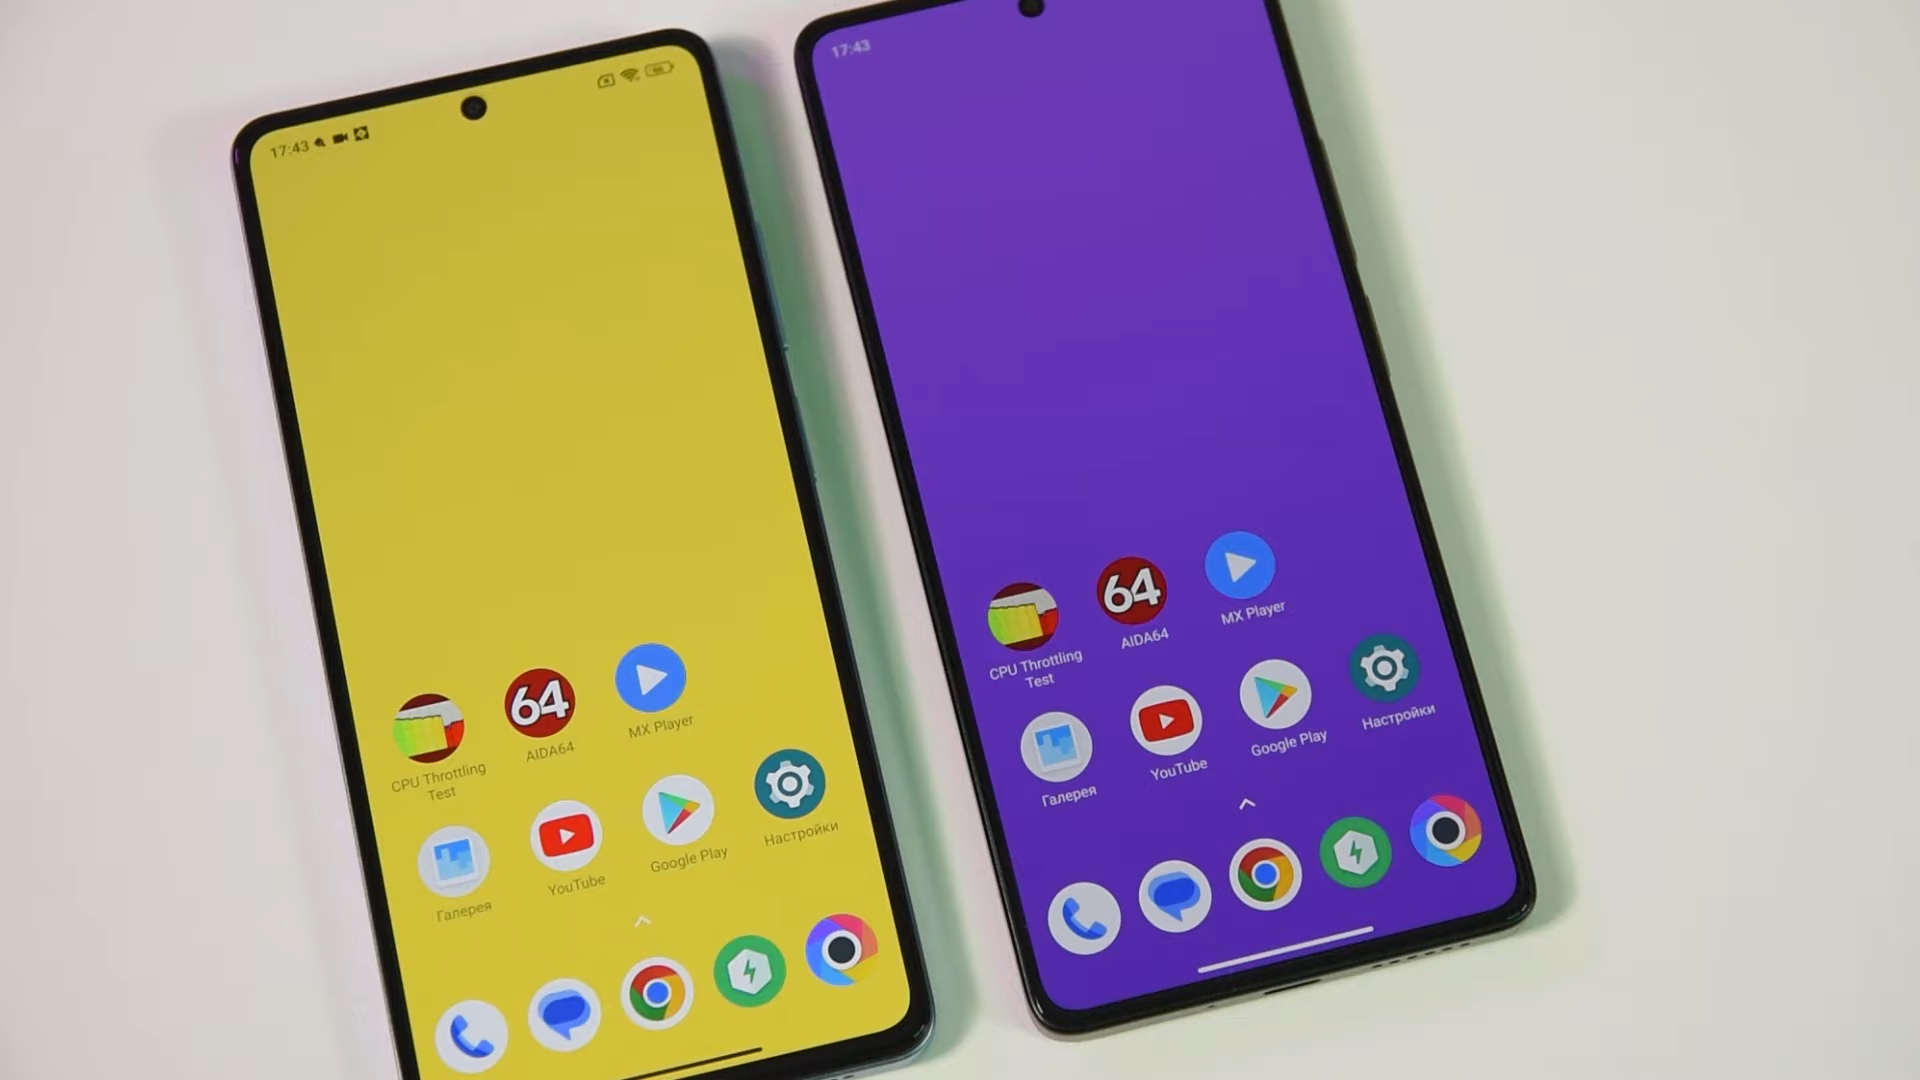 17:43
64
CPU Throttling
Test
AIDA64
MX Player
Галерея
YouTube
Google Play
Настройки
17:43
64
CPU Throttling
Test
AIDA64
MX Player
Галерея
YouTube
Google Play
Настройки